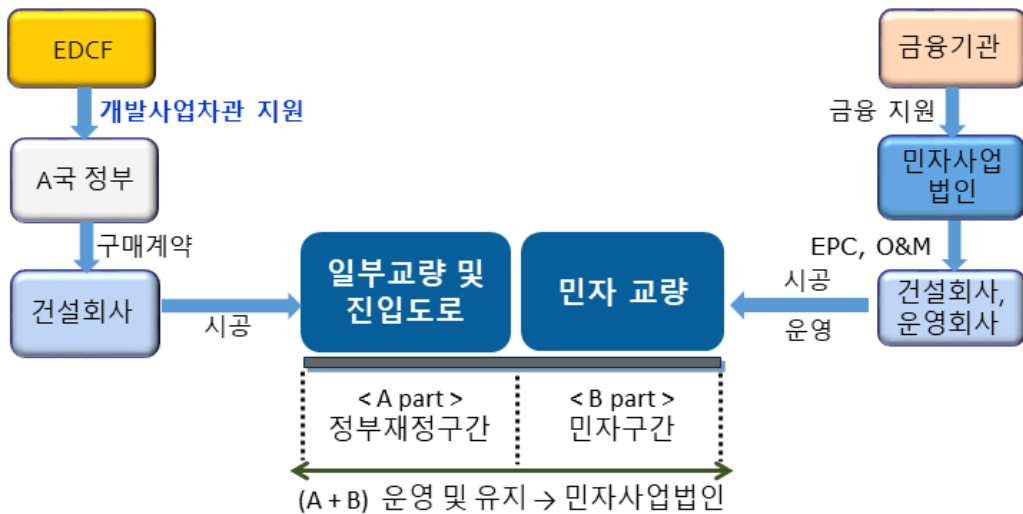 EDCF
금융기관
개발사업차관 지원
금융 지원
A국 정부
민자사업
법인
구매계약
EPC, O&M
일부교량 및
진입도로
민자 교량
건설회사
시공
시공
운영
건설회사,
운영회사
< A part >
정부재정구간
< B part >
민자구간
(A + B) 운영 및 유지 → 민자사업법인